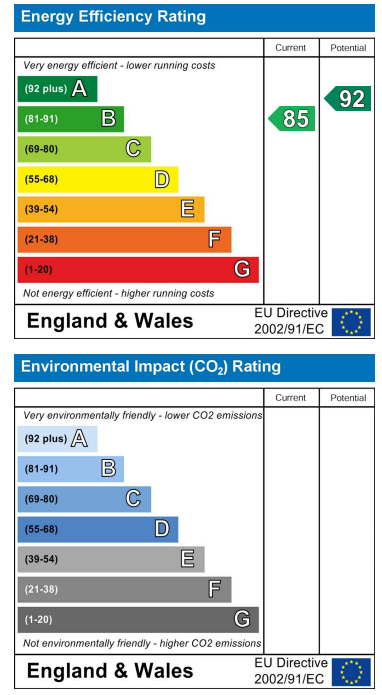 Energy Efficiency Rating
Current Potential
Very energy efficient - lower running costs
(92 plus) A
92
(81-91) B
85
(69-80) C
(55-68) D
(39-54) E
(21-38) F
(1-20) G
Not energy efficient - higher running costs
England & Wales
EU Directive
2002/91/EC
Environmental Impact (CO₂) Rating
Current Potential
Very environmentally friendly - lower CO2 emissions
(92 plus) A
(81-91) B
(69-80) C
(55-68) D
(39-54) E
(21-38) F
(1-20) G
Not environmentally friendly - higher CO2 emissions
England & Wales
EU Directive
2002/91/EC